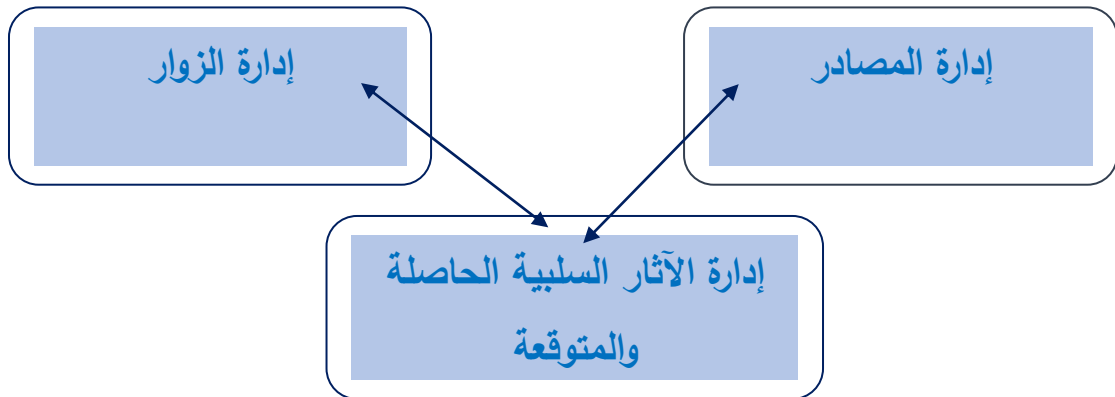 إدارة المصادر
إدارة الزوار
إدارة الآثار السلبية الحاصلة
والمتوقعة